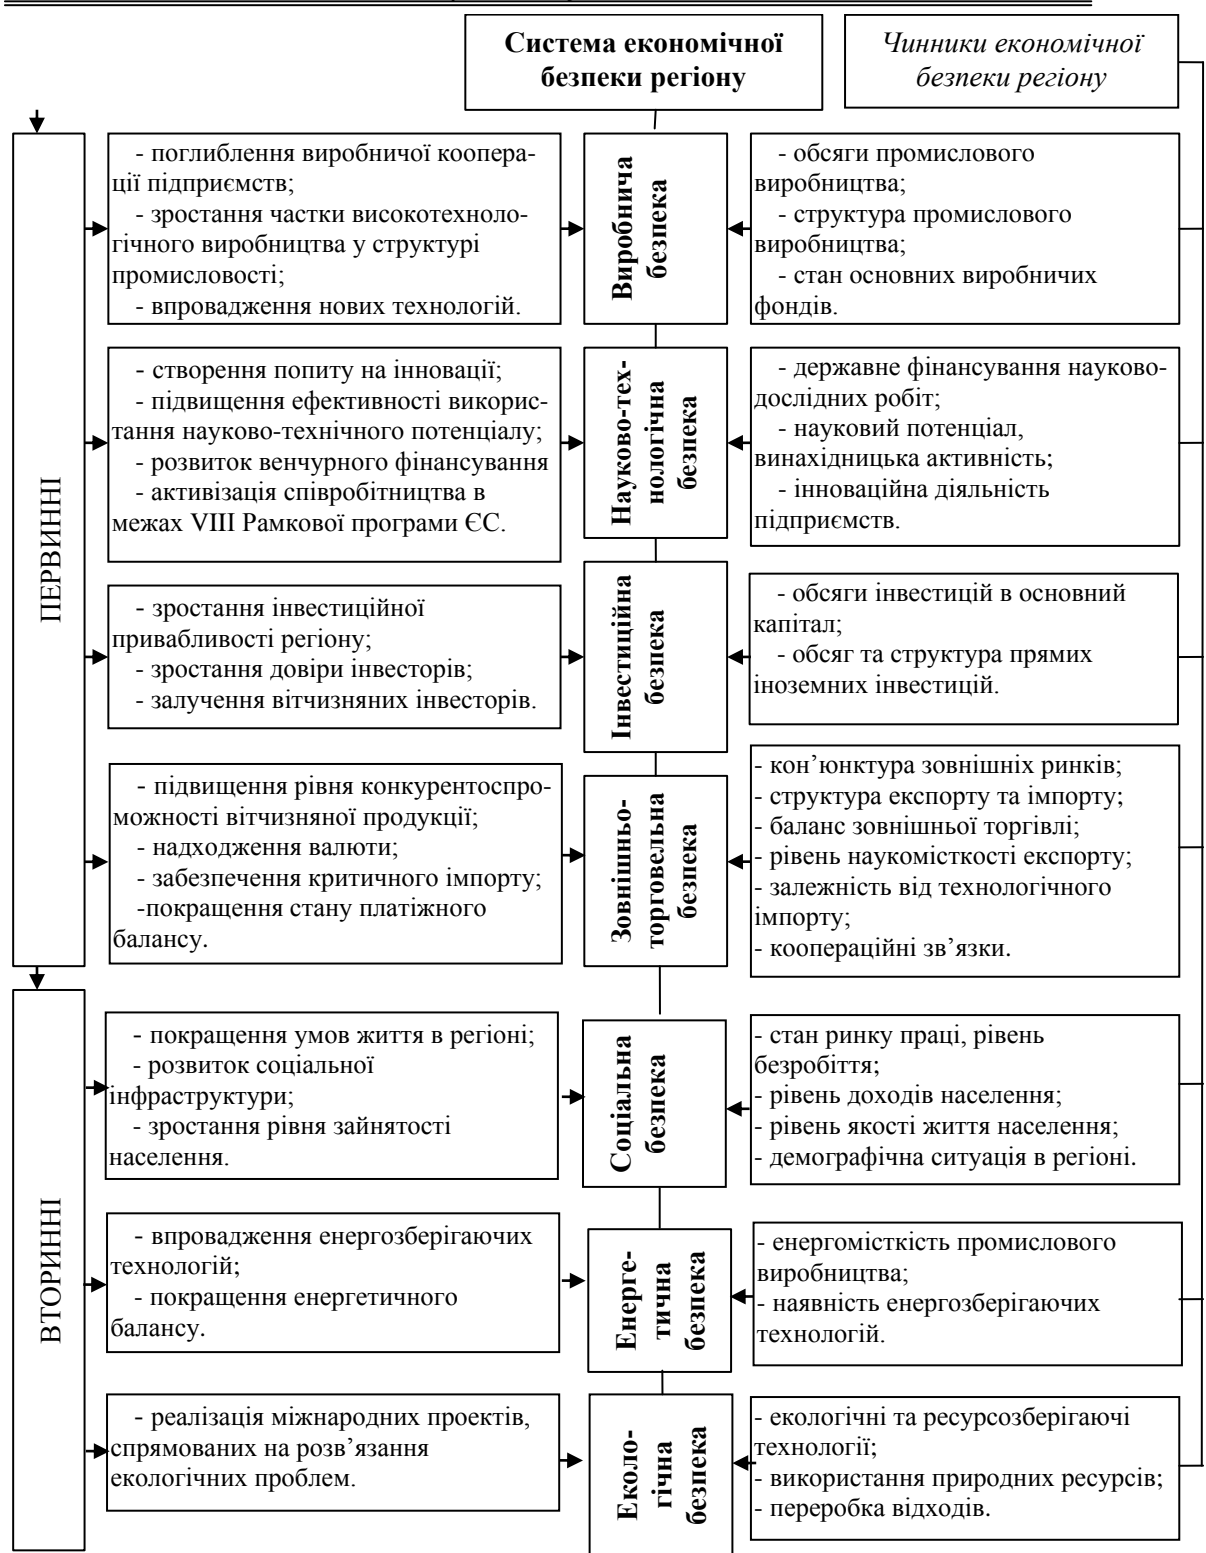 Система економічної
безпеки регіону
Чинники економічної
безпеки регіону
ПЕРВИННІ
- поглиблення виробничої коопера-
ції підприємств;
- зростання частки високотехноло-
гічного виробництва у структурі
промисловості;
- впровадження нових технологій.
Виробнича
безпека
- обсяги промислового
виробництва;
- структура промислового
виробництва;
- стан основних виробничих
фондів.
- створення попиту на інновації;
- підвищення ефективності викорис-
тання науково-технічного потенціалу;
- розвиток венчурного фінансування
- активізація співробітництва в
межах VIII Рамкової програми ЄС.
Науково-тех-
нологічна
безпека
- державне фінансування науково-
дослідних робіт;
- науковий потенціал,
винахідницька активність;
- інноваційна діяльність
підприємств.
- зростання інвестиційної
привабливості регіону;
- зростання довіри інвесторів;
- залучення вітчизняних інвесторів.
Інвестиційна
безпека
- обсяги інвестицій в основний
капітал;
- обсяг та структура прямих
іноземних інвестицій.
- підвищення рівня конкурентоспро-
можності вітчизняної продукції;
- надходження валюти;
- забезпечення критичного імпорту;
-покращення стану платіжного
балансу.
Зовнішньо-
торговельна
безпека
- кон’юнктура зовнішніх ринків;
- структура експорту та імпорту;
- баланс зовнішньої торгівлі;
- рівень наукомісткості експорту;
- залежність від технологічного
імпорту;
- коопераційні зв’язки.
ВТОРИННІ
- покращення умов життя в регіоні;
- розвиток соціальної
інфраструктури;
- зростання рівня зайнятості
населення.
Соціальна
безпека
- стан ринку праці, рівень
безробіття;
- рівень доходів населення;
- рівень якості життя населення;
- демографічна ситуація в регіоні.
- впровадження енергозберігаючих
технологій;
- покращення енергетичного
балансу.
Енерге-
тична
безпека
- енергомісткість промислового
виробництва;
- наявність енергозберігаючих
технологій.
- реалізація міжнародних проектів,
спрямованих на розв’язання
екологічних проблем.
Еколо-
гічна
безпека
- екологічні та ресурсозберігаючі
технології;
- використання природних ресурсів;
- переробка відходів.